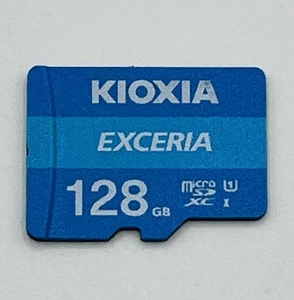 KIOXIA
EXCERIA
128 GB
micro SD XC U1 I